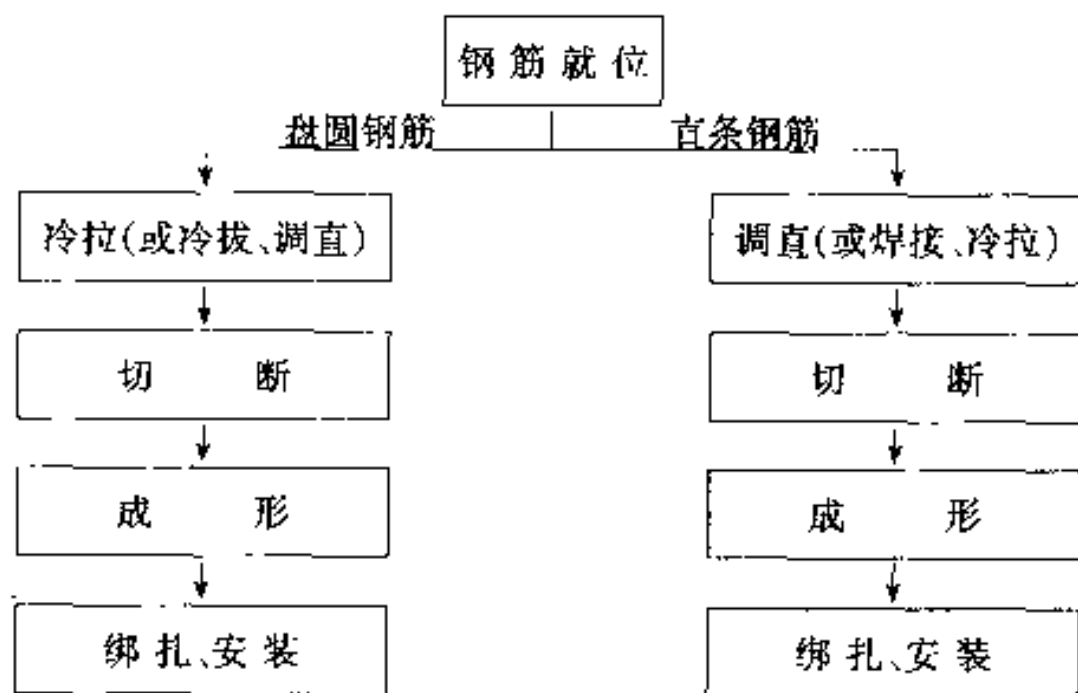 钢筋就位
盘圆钢筋 直条钢筋
冷拉(或冷拔、调直) 调直(或焊接、冷拉)
切断 切断
成形 成形
绑扎、安装 绑扎、安装